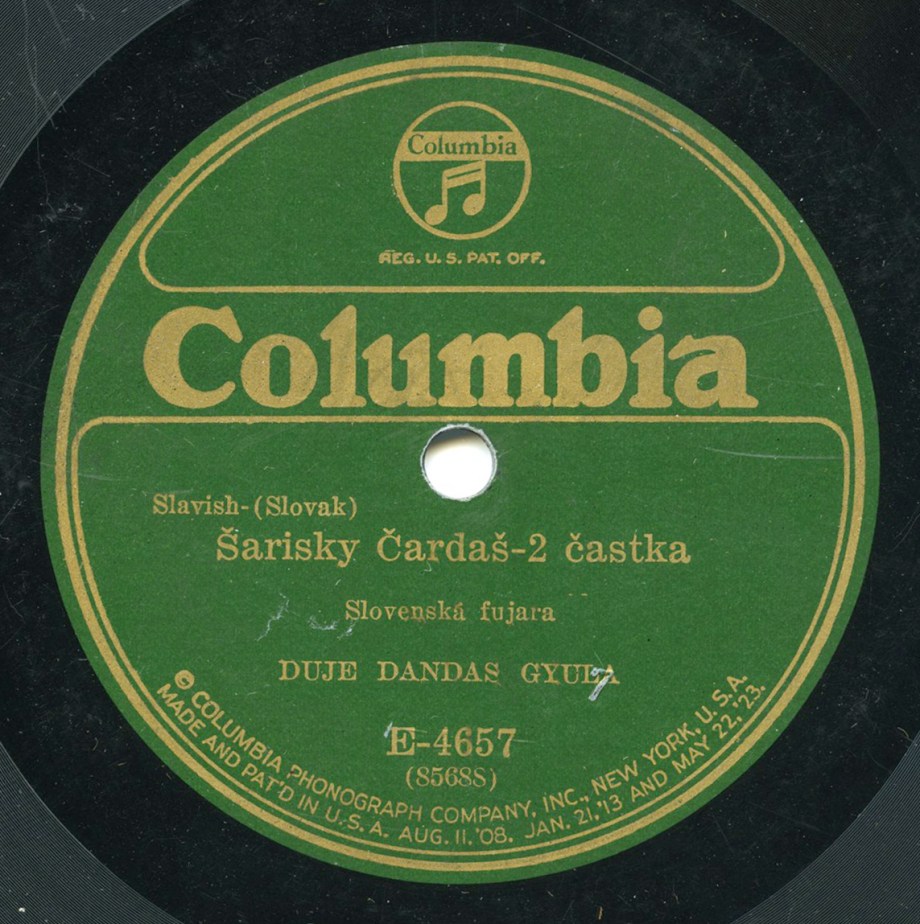 Columbia
REG. U. S. PAT. OFF.
Columbia
Slavish-(Slovak)
Šarisky Čardaš-2 častka
Slovenská fujara
DUJE DANDAS GYULA
E-4657
(85688)
© COLUMBIA PHONOGRAPH COMPANY, INC., NEW YORK, U. S. A.
MADE AND PAT'D IN U. S. A. AUG. 11, '08. JAN. 21, '13 AND MAY 22, '23.